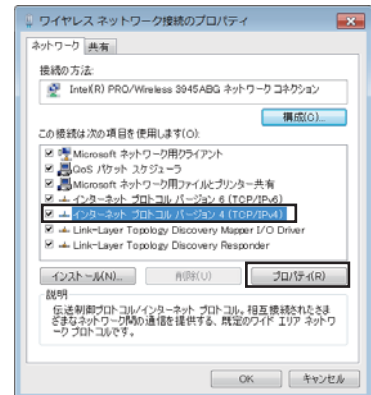 ワイヤレス ネットワーク接続のプロパティ
ネットワーク 共有
接続の方法:
Intel(R) PRO/Wireless 3945ABG ネットワーク コネクション
構成(C)...
この接続は次の項目を使用します(O):
Microsoft ネットワーク用クライアント
QoS パケット スケジューラ
Microsoft ネットワーク用ファイルとプリンター共有
インターネット プロトコル バージョン 6 (TCP/IPv6)
インターネット プロトコル バージョン 4 (TCP/IPv4)
Link-Layer Topology Discovery Mapper I/O Driver
Link-Layer Topology Discovery Responder
インストール(N)... 削除(U) プロパティ(R)
説明
伝送制御プロトコル/インターネット プロトコル。相互接続されたさま
ざまなネットワーク間の通信を提供する、既定のワイド エリア ネットワ
ーク プロトコルです。
OK キャンセル